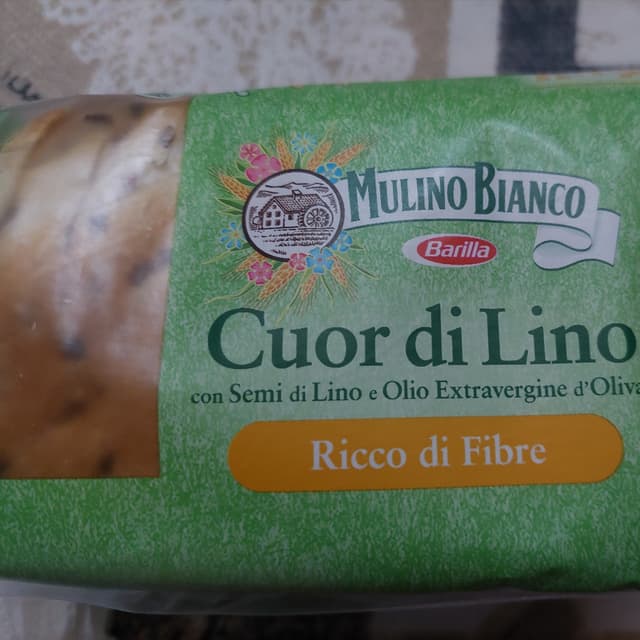 MULINO BIANCO
Barilla
Cuor di Lino
con Semi di Lino e Olio Extravergine d'Oliva
Ricco di Fibre